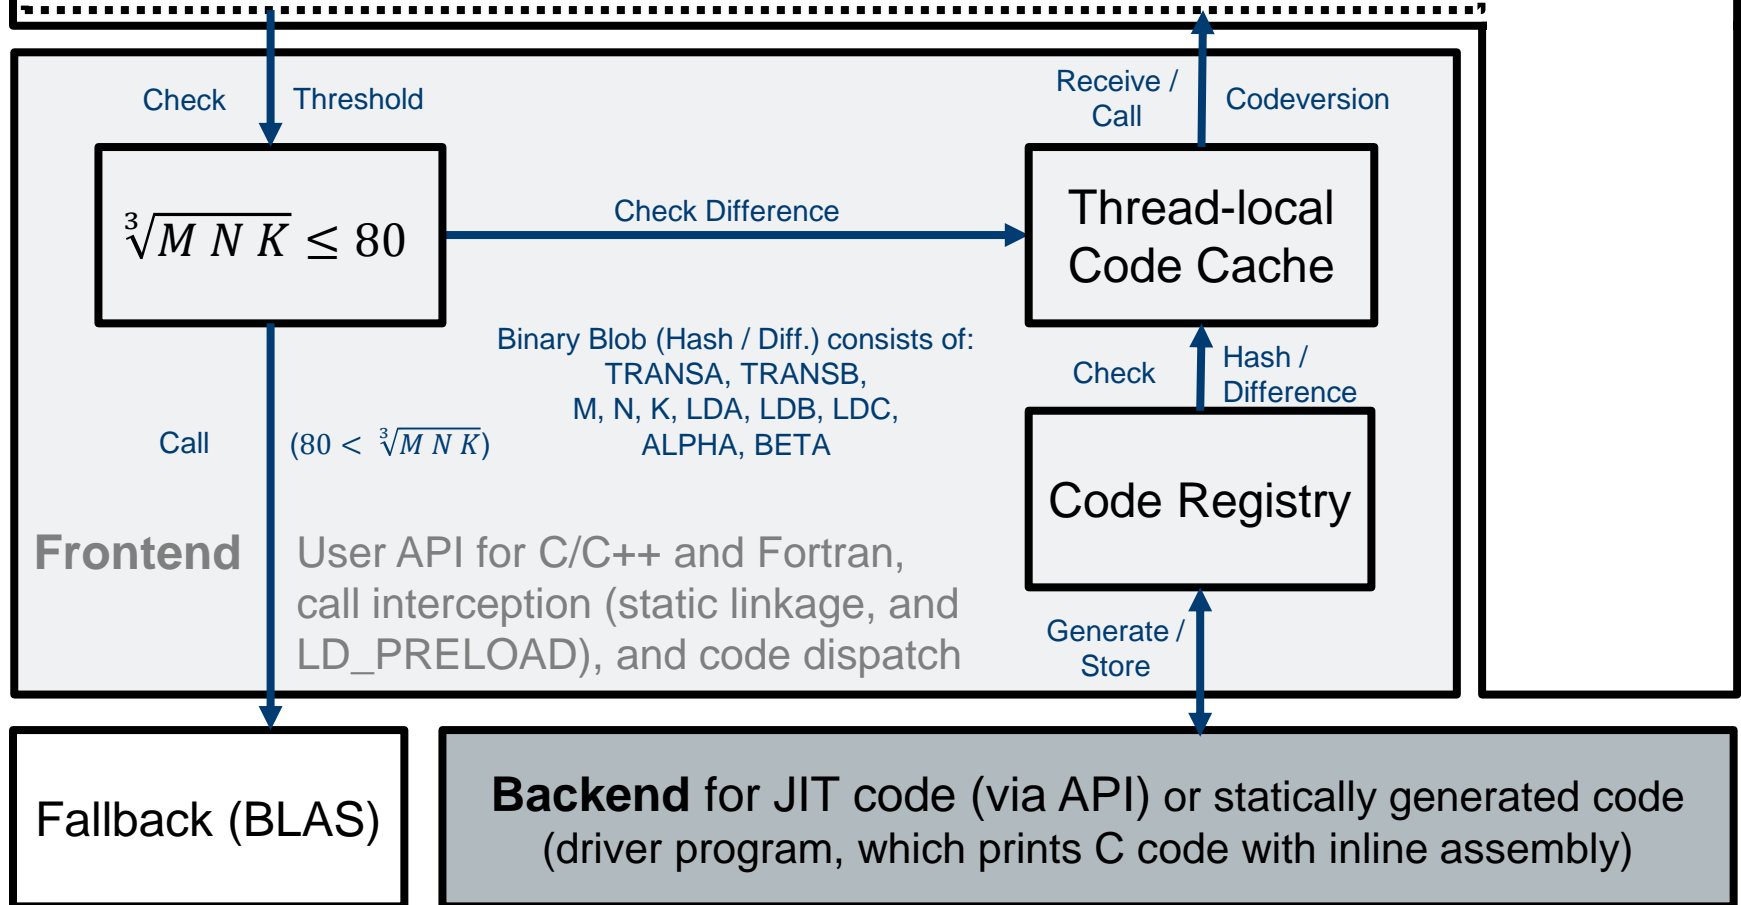 Check Threshold
Receive /
Call
Codeversion
∛(M N K) ≤ 80
Check Difference
Thread-local
Code Cache
Binary Blob (Hash / Diff.) consists of:
TRANSA, TRANSB,
M, N, K, LDA, LDB, LDC,
ALPHA, BETA
Check
Hash /
Difference
Call
(80 < ∛(M N K))
Code Registry
Frontend
User API for C/C++ and Fortran,
call interception (static linkage, and
LD_PRELOAD), and code dispatch
Generate /
Store
Fallback (BLAS)
Backend for JIT code (via API) or statically generated code
(driver program, which prints C code with inline assembly)